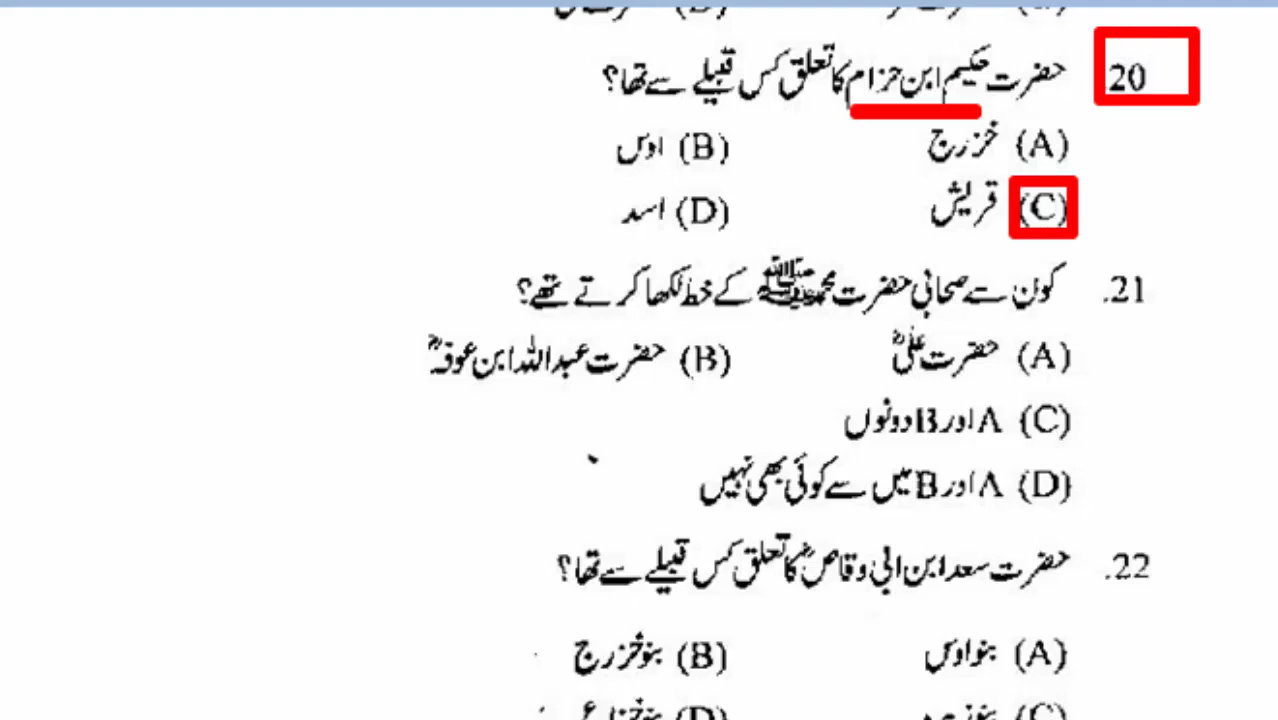 20 حضرت حکیم ابن حزام کا تعلق کس قبیلے سے تھا؟
(A) خزرج (B) اوس
(C) قریش (D) اسد
21. کون سے صحابی حضرت محمدﷺ کے خط لکھا کرتے تھے؟
(A) حضرت علیؓ (B) حضرت عبداللہ ابن عوفؓ
(C) A اور B دونوں
(D) A اور B میں سے کوئی بھی نہیں
22. حضرت سعد ابن ابی وقاصؓ کا تعلق کس قبیلے سے تھا؟
(A) بنو اوس (B) بنو خزرج
(C) (D)